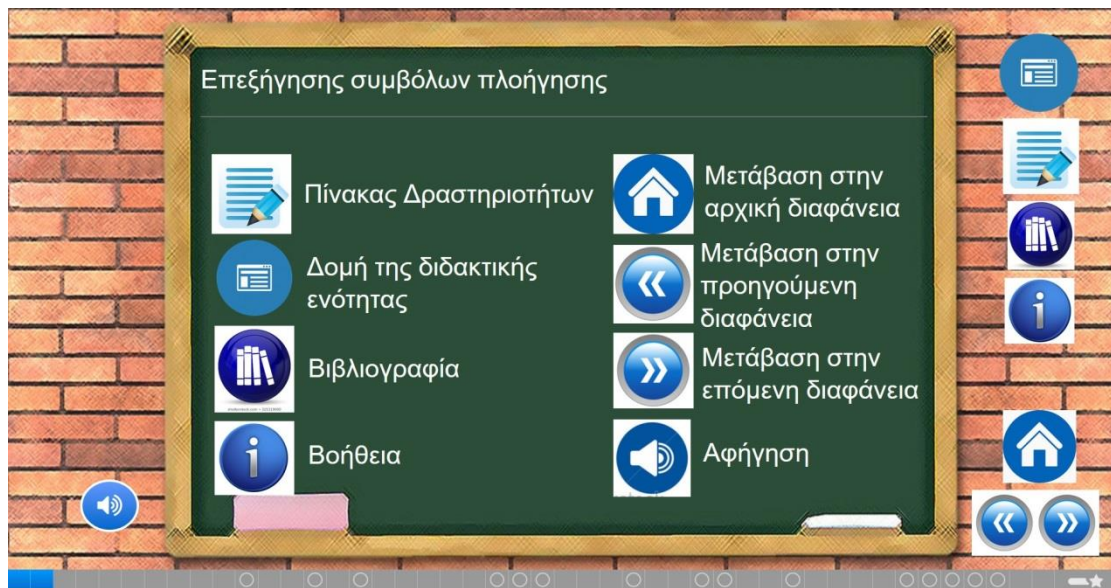 Επεξήγησης συμβόλων πλοήγησης
Πίνακας Δραστηριοτήτων
Δομή της διδακτικής
ενότητας
Βιβλιογραφία
Βοήθεια
Μετάβαση στην
αρχική διαφάνεια
Μετάβαση στην
προηγούμενη
διαφάνεια
Μετάβαση στην
επόμενη διαφάνεια
Αφήγηση